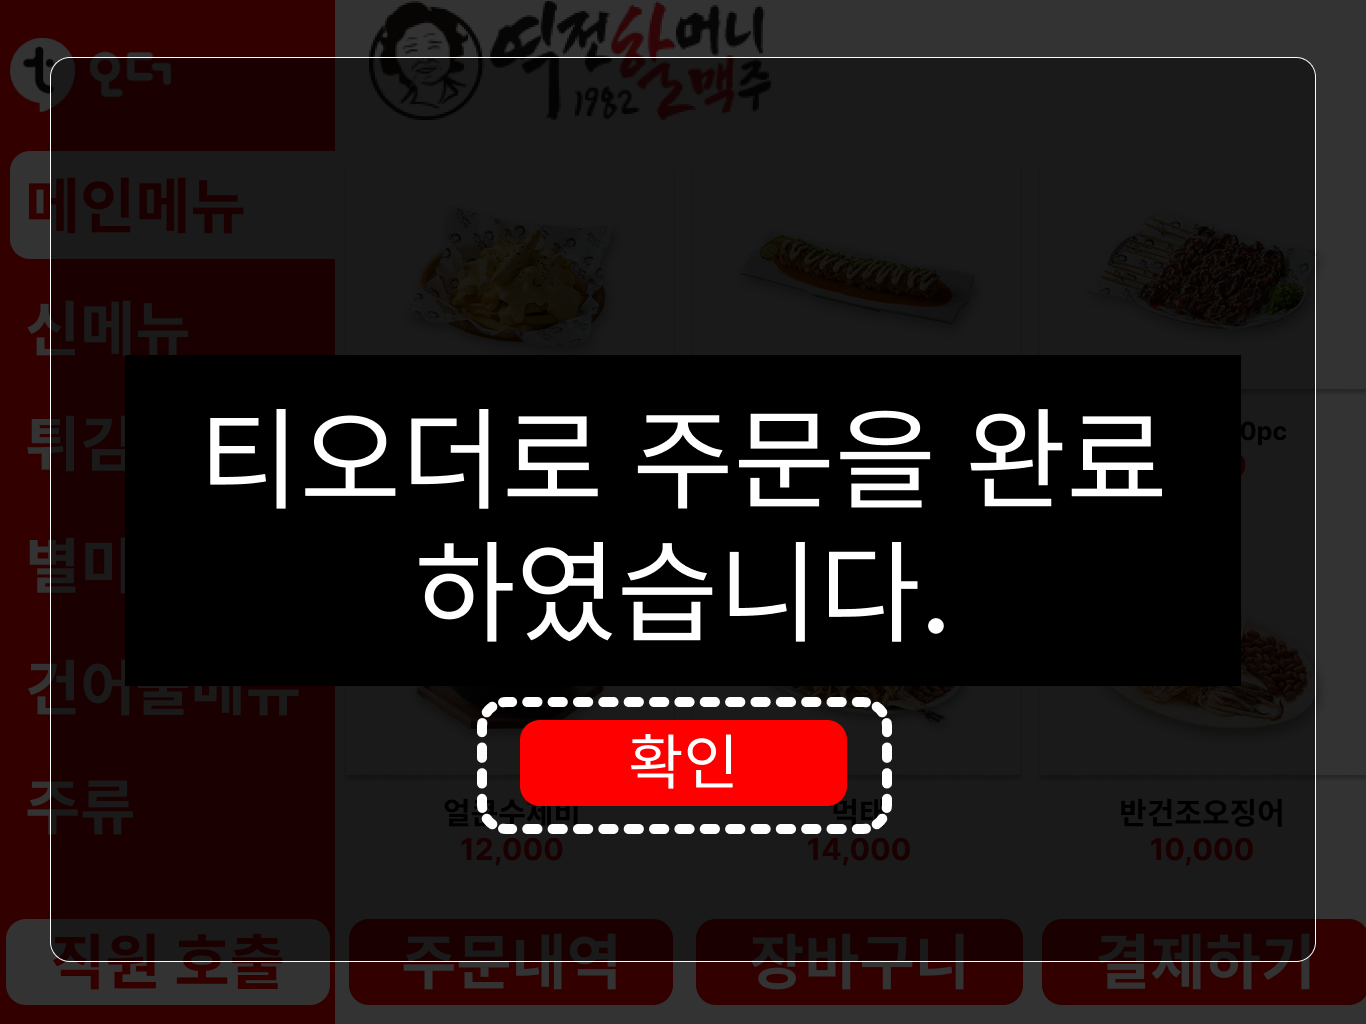 오더
역전할머니맥주
1982
메인메뉴
신메뉴
튀김
별미
0pc
티오더로 주문을 완료
하였습니다.
건어물메뉴
확인
주류
얼큰수제비
12,000
먹태
14,000
반건조오징어
10,000
직원 호출
주문내역
장바구니
결제하기